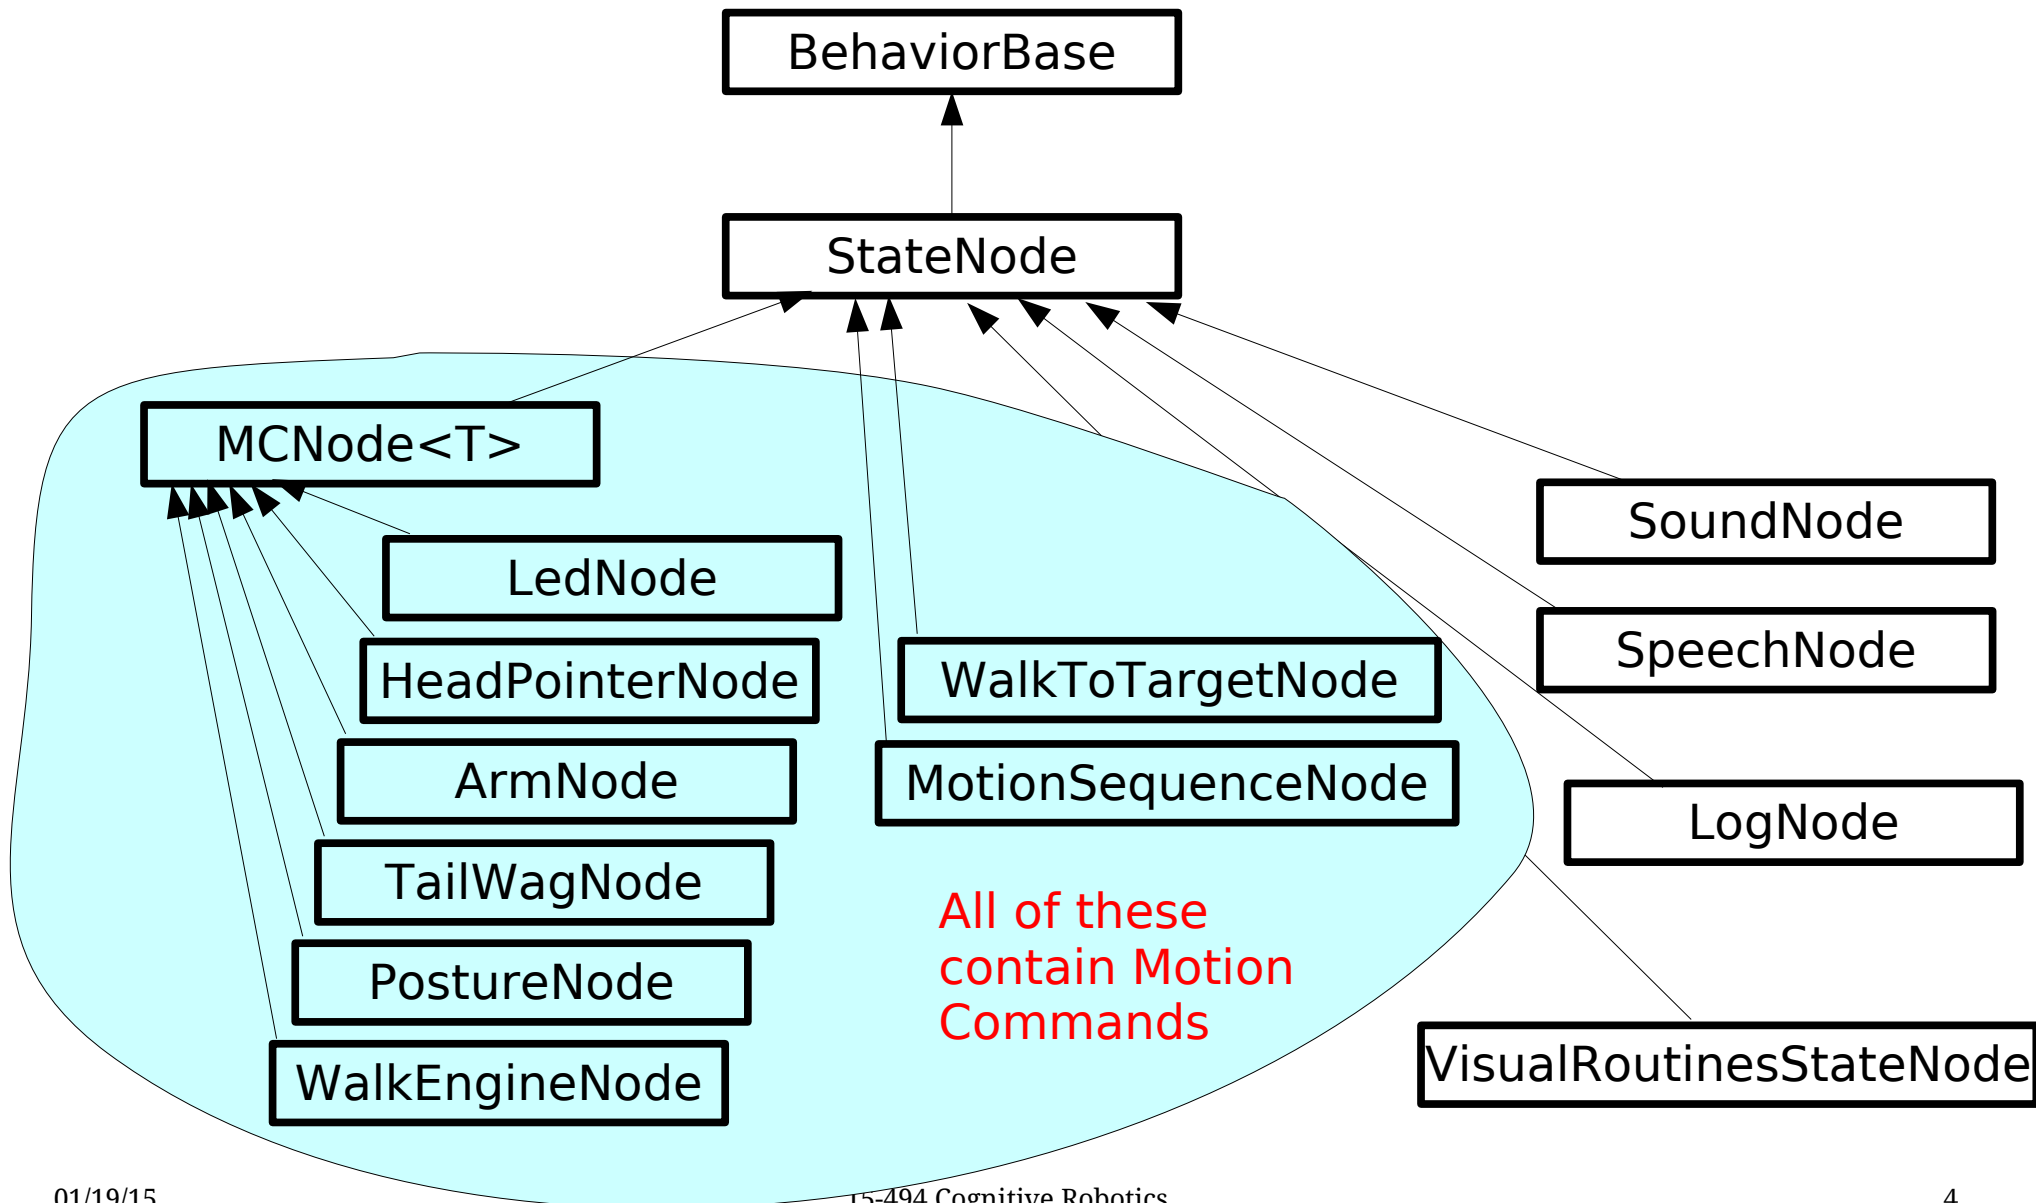 BehaviorBase
StateNode
MCNode<T>
SoundNode
LedNode
SpeechNode
HeadPointerNode
WalkToTargetNode
ArmNode
MotionSequenceNode
LogNode
TailWagNode
All of these
contain Motion
Commands
PostureNode
VisualRoutinesStateNode
WalkEngineNode
01/19/15
15-494 Cognitive Robotics
4